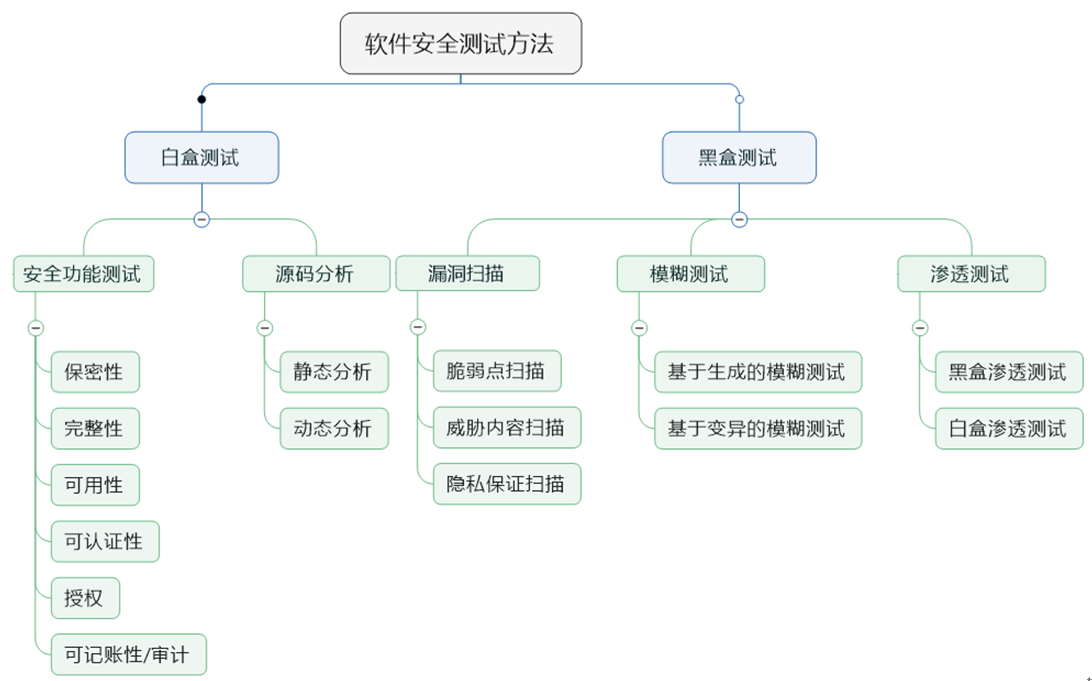 软件安全测试方法
白盒测试
黑盒测试
安全功能测试
源码分析
漏洞扫描
模糊测试
渗透测试
保密性
完整性
可用性
可认证性
授权
可记账性/审计
静态分析
动态分析
脆弱点扫描
威胁内容扫描
隐私保证扫描
基于生成的模糊测试
基于变异的模糊测试
黑盒渗透测试
白盒渗透测试